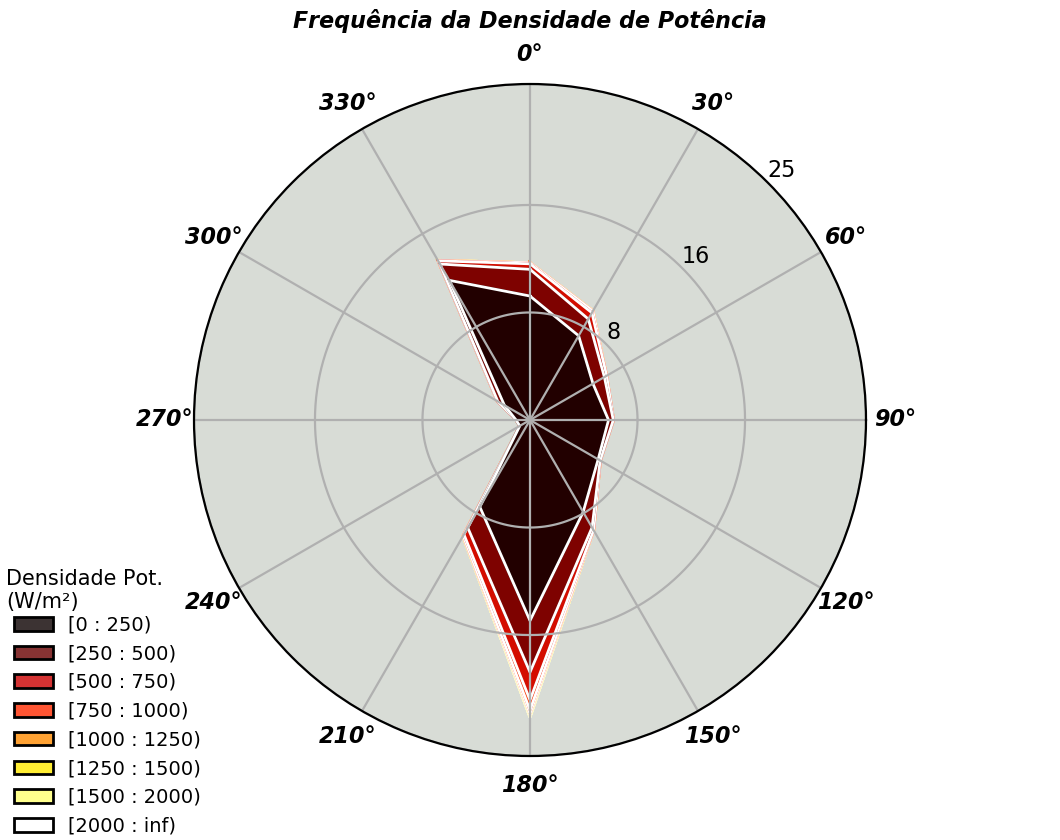 Frequência da Densidade de Potência
0°
330°
30°
25
300°
60°
16
8
270°
90°
240°
120°
210°
150°
180°
Densidade Pot.
(W/m²)
[0 : 250)
[250 : 500)
[500 : 750)
[750 : 1000)
[1000 : 1250)
[1250 : 1500)
[1500 : 2000)
[2000 : inf)